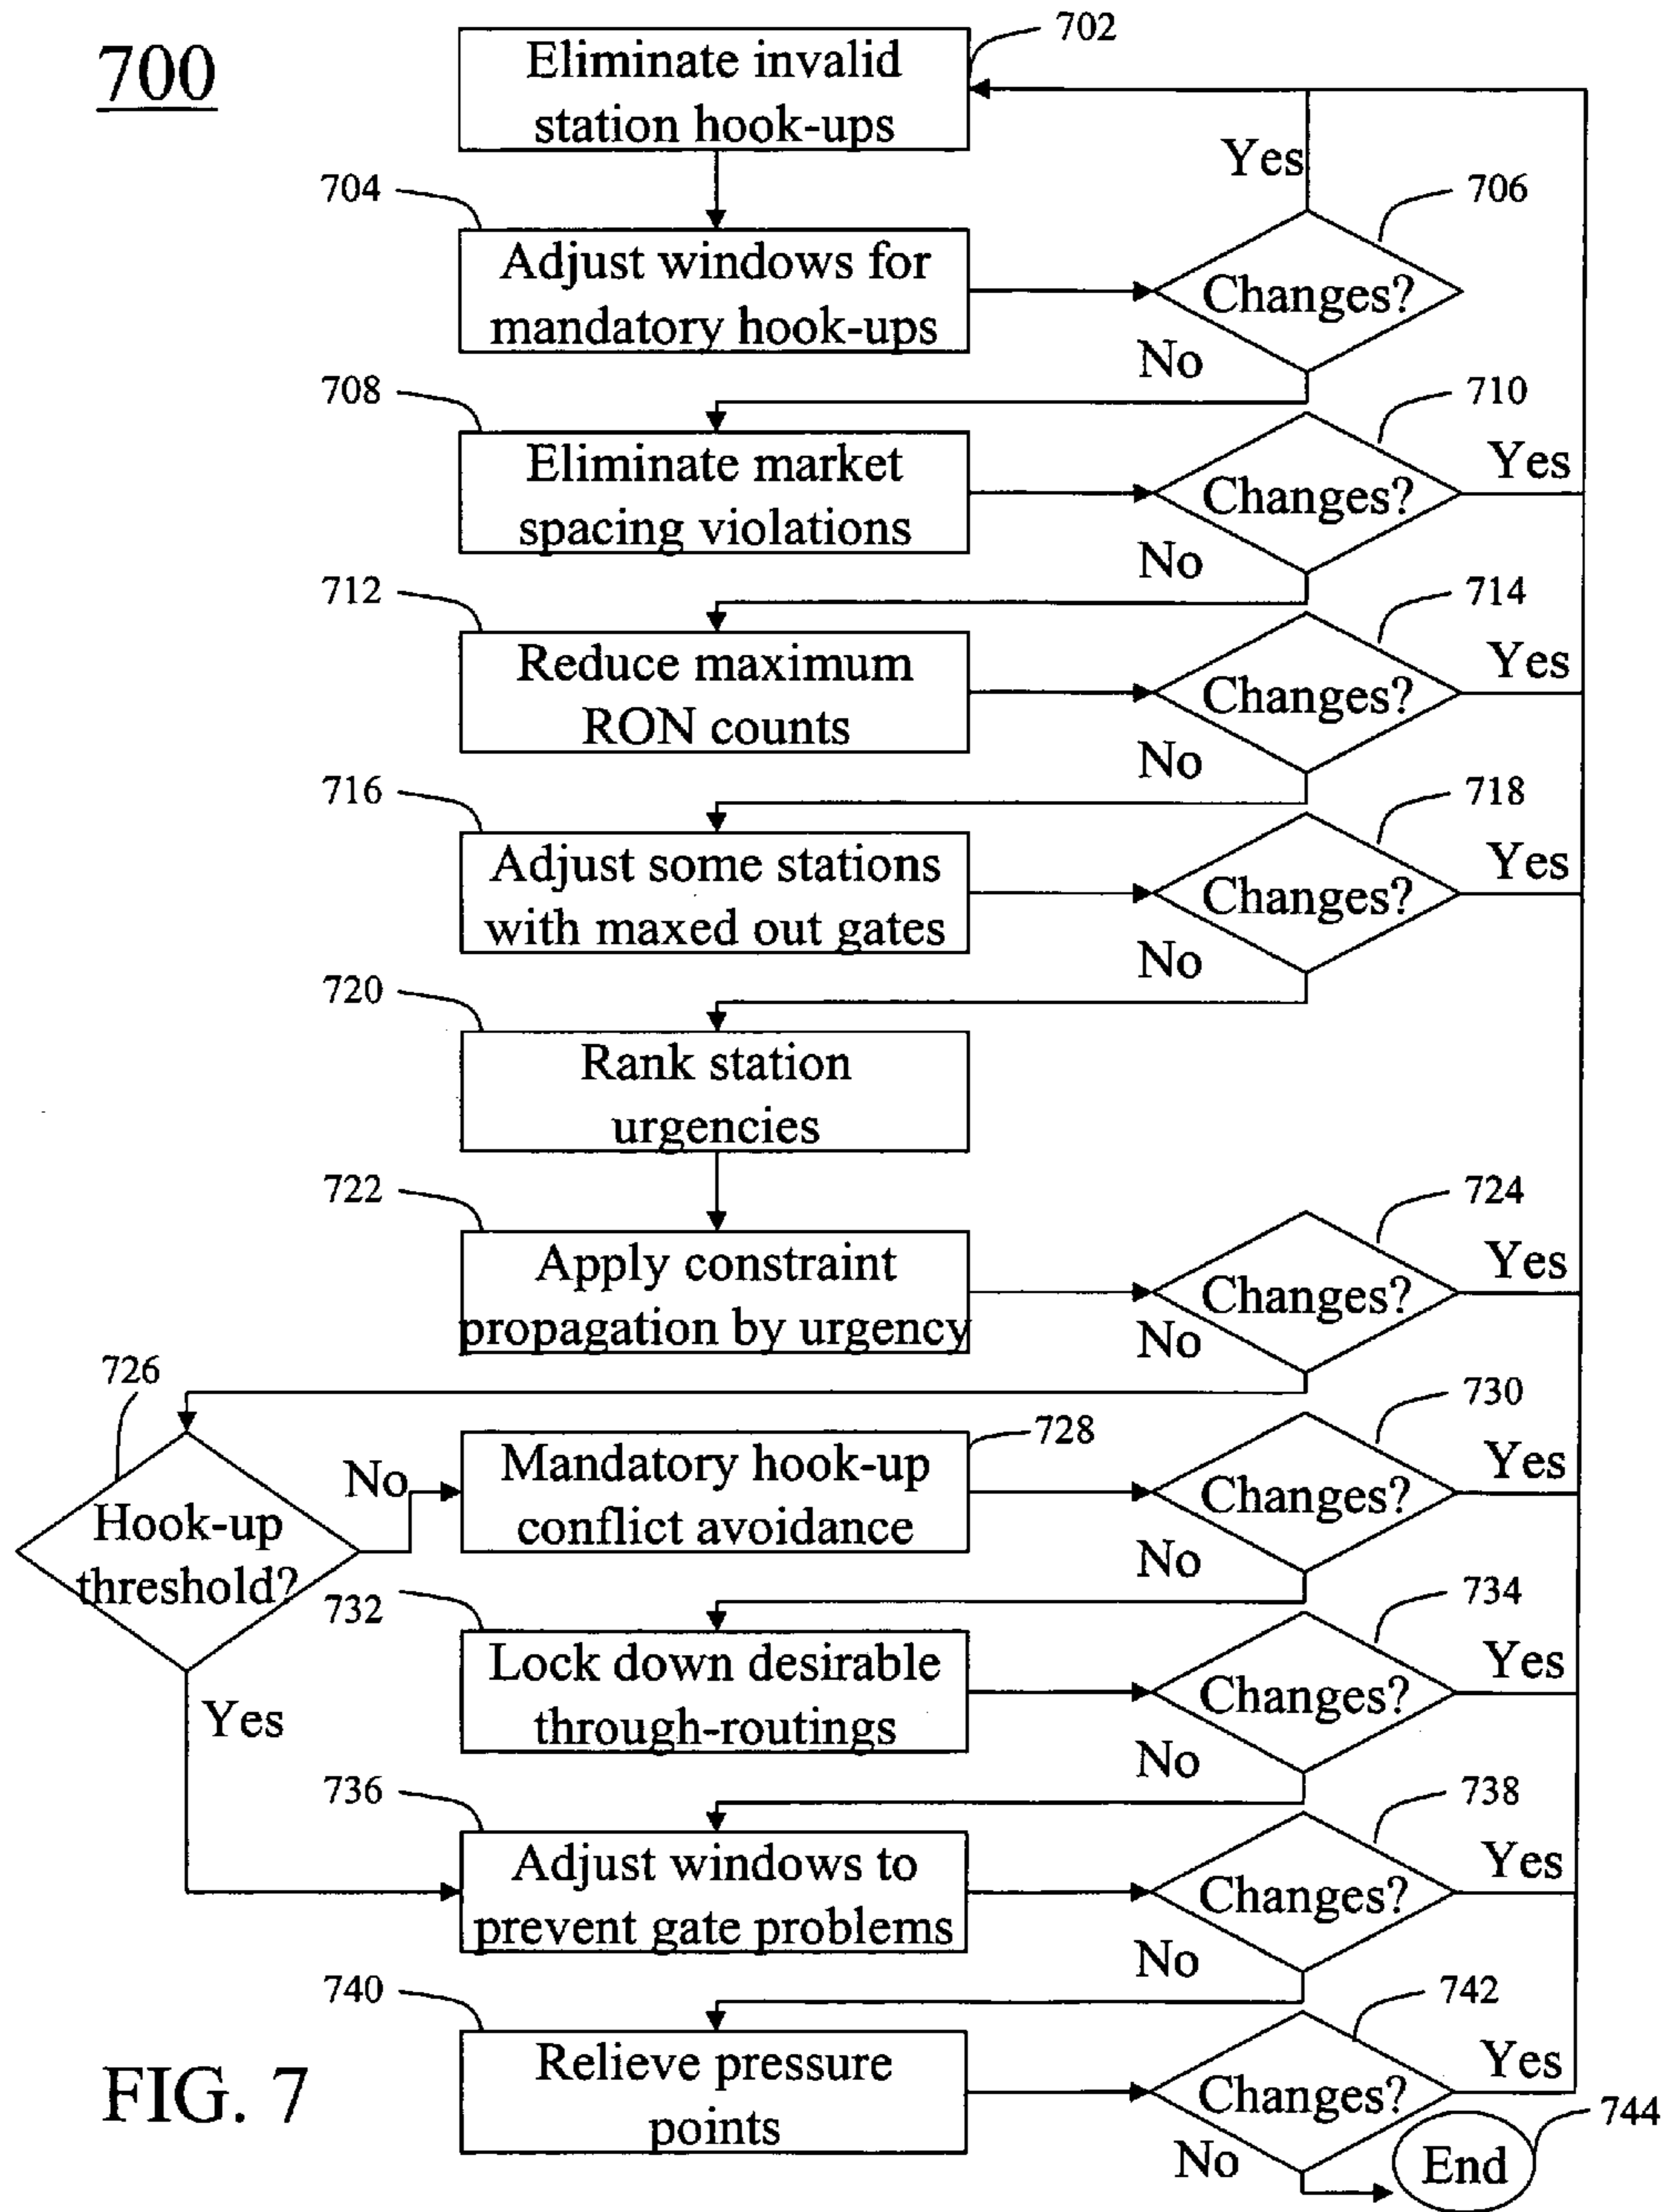 700
702
Eliminate invalid
station hook-ups
Yes
704
706
Adjust windows for
mandatory hook-ups
Changes?
No
708
710
Eliminate market
spacing violations
Changes?
Yes
No
712
714
Reduce maximum
RON counts
Changes?
Yes
No
716
718
Adjust some stations
with maxed out gates
Changes?
Yes
No
720
Rank station
urgencies
722
724
Apply constraint
propagation by urgency
Changes?
Yes
No
726
Hook-up
threshold?
No
Yes
728
730
Mandatory hook-up
conflict avoidance
Changes?
Yes
No
732
734
Lock down desirable
through-routings
Changes?
Yes
No
736
738
Adjust windows to
prevent gate problems
Changes?
Yes
No
740
742
Relieve pressure
points
Changes?
Yes
No
744
End
FIG. 7